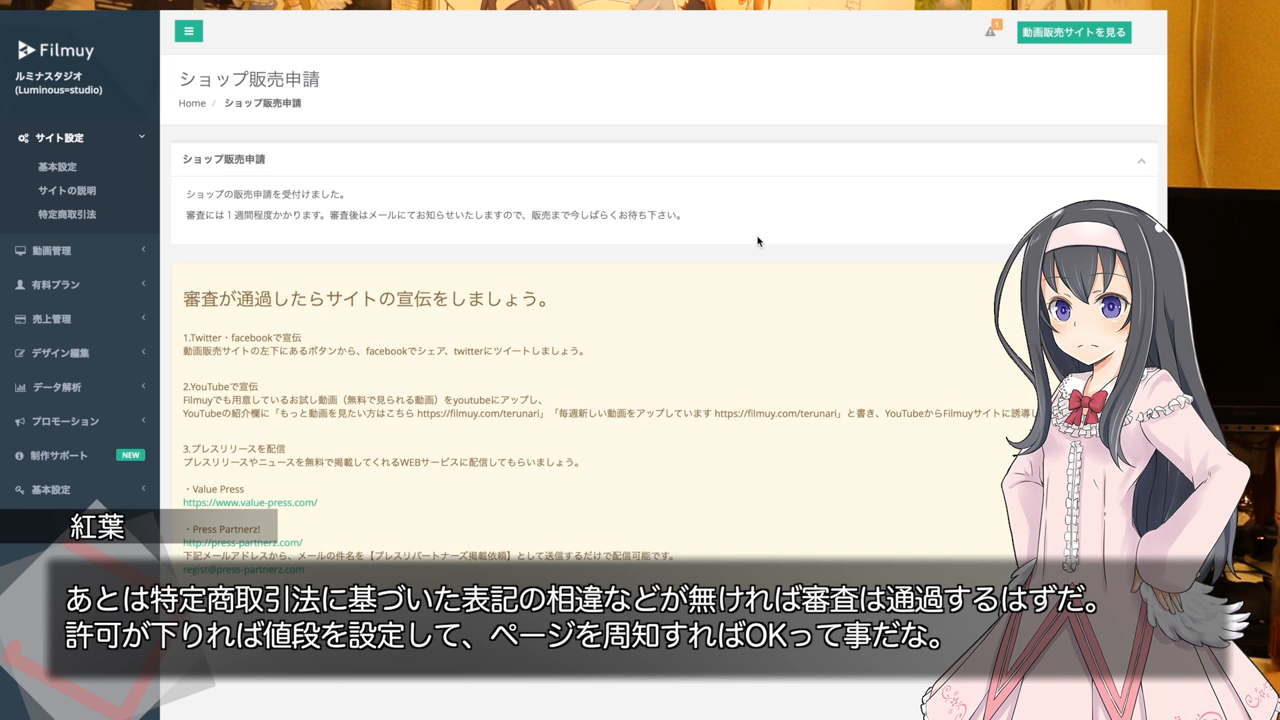 Filmuy
ルミナスタジオ
(Luminous=studio)
サイト設定
基本設定
サイトの説明
特定商取引法
動画管理
有料プラン
売上管理
デザイン編集
データ解析
プロモーション
制作サポート NEW
基本設定
1
動画販売サイトを見る
ショップ販売申請
Home / ショップ販売申請
ショップ販売申請
ショップの販売申請を受付けました。
審査には1週間程度かかります。審査後はメールにてお知らせいたしますので、販売まで今しばらくお待ち下さい。
審査が通過したらサイトの宣伝をしましょう。
1.Twitter・facebookで宣伝
動画販売サイトの左下にあるボタンから、facebookでシェア、twitterにツイートしましょう。
2.YouTubeで宣伝
Filmuyでも用意しているお試し動画（無料で見られる動画）をyoutubeにアップし、
YouTubeの紹介欄に「もっと動画を見たい方はこちら https://filmuy.com/terunari」「毎週新しい動画をアップしています https://filmuy.com/terunari」と書き、YouTubeからFilmuyサイトに誘導し
3.プレスリリースを配信
プレスリリースやニュースを無料で掲載してくれるWEBサービスに配信してもらいましょう。
・Value Press
https://www.value-press.com/
・Press Partnerz!
http://press-partnerz.com/
下記メールアドレスから、メールの件名を【プレスリパートナーズ掲載依頼】として送信するだけで配信可能です。
regist@press-partnerz.com
紅葉
あとは特定商取引法に基づいた表記の相違などが無ければ審査は通過するはずだ。
許可が下りれば値段を設定して、ページを周知すればOKって事だな。